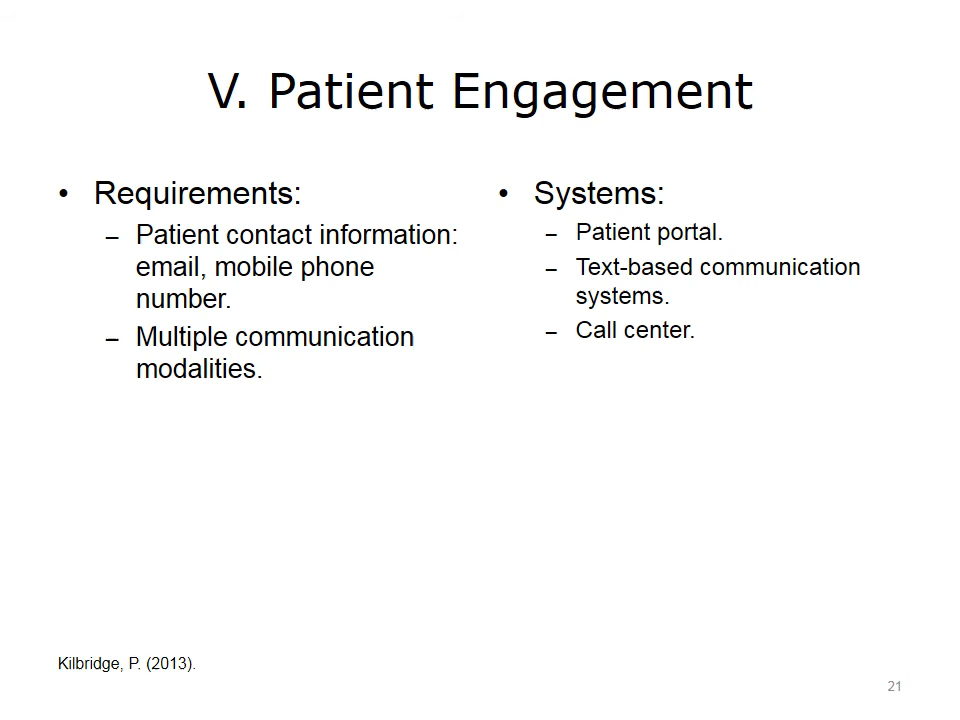 V. Patient Engagement
• Requirements:
– Patient contact information:
email, mobile phone
number.
– Multiple communication
modalities.
• Systems:
– Patient portal.
– Text-based communication
systems.
– Call center.
Kilbridge, P. (2013).
21